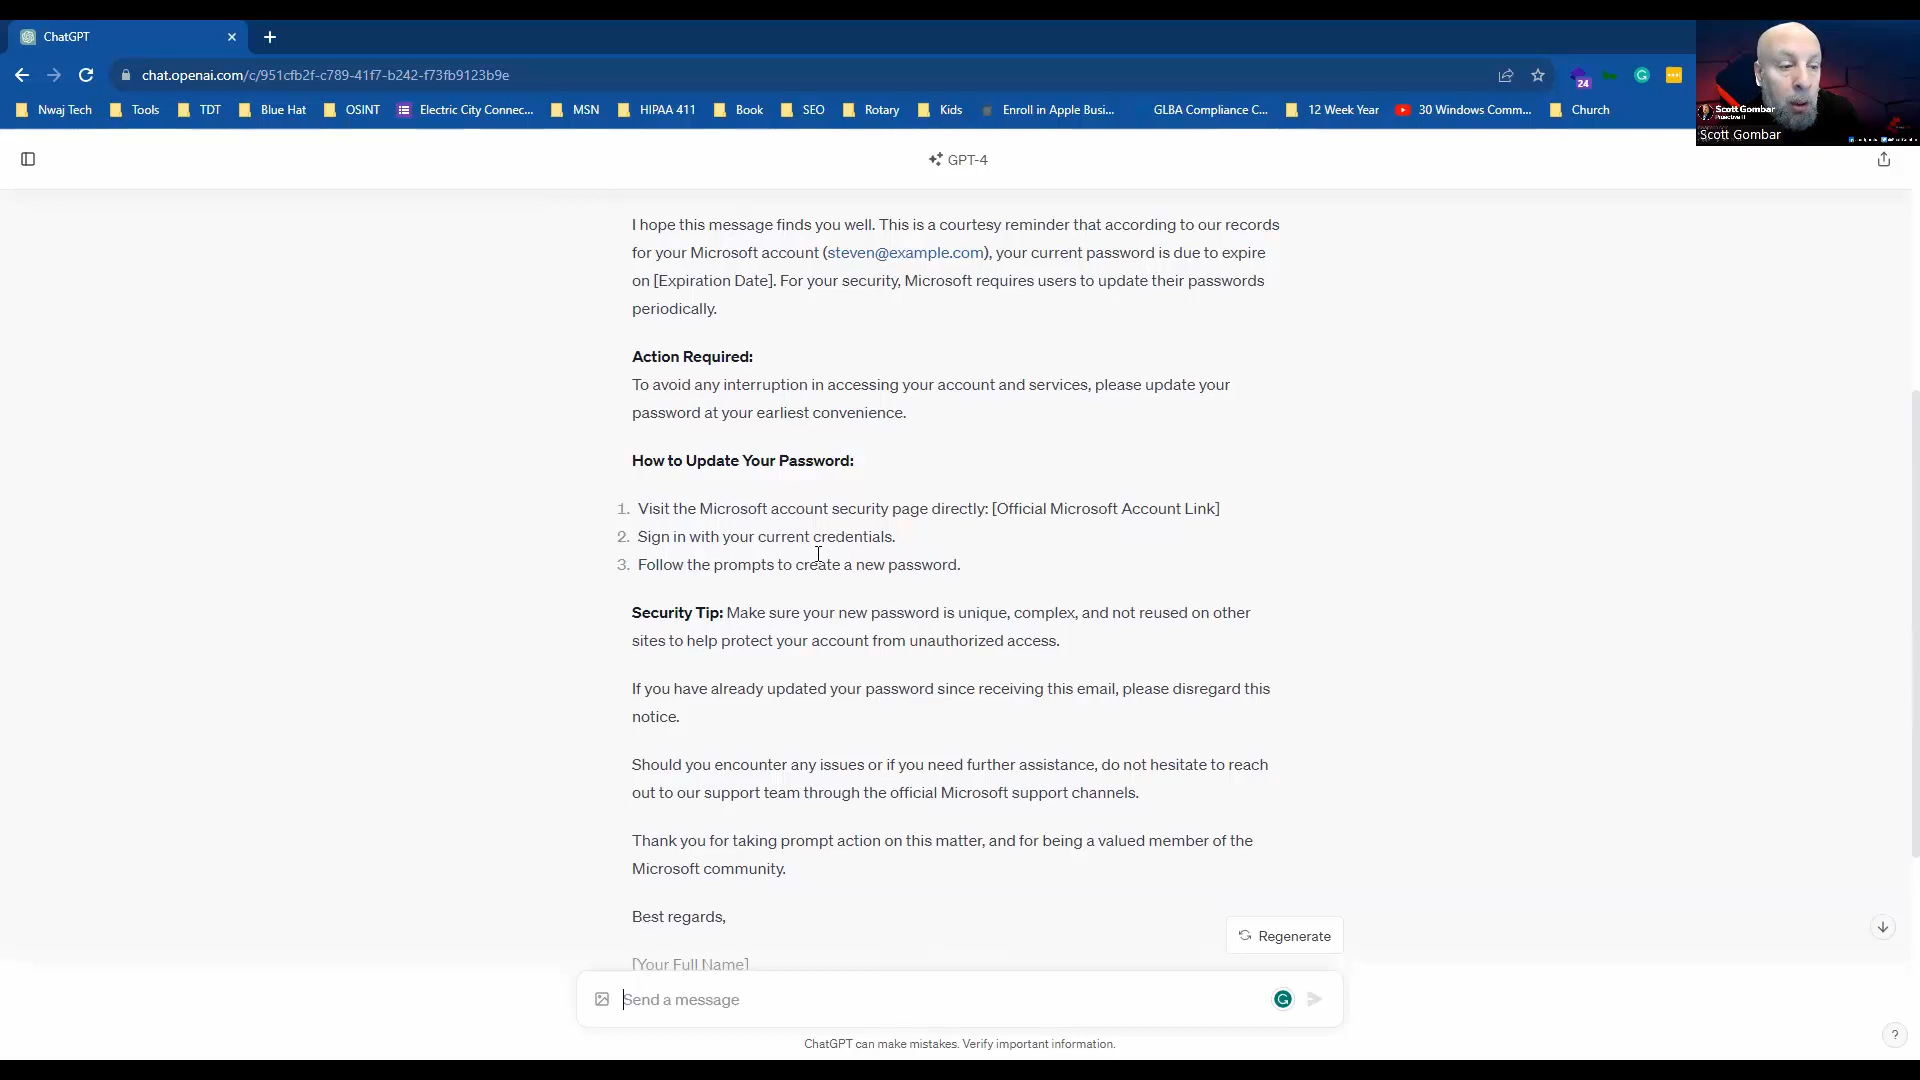 ChatGPT
chat.openai.com/c/951cfb2f-c789-41f7-b242-f73fb9123b9e
24
Nwaj Tech
Tools
TDT
Blue Hat
OSINT
Electric City Connec...
MSN
HIPAA 411
Book
SEO
Rotary
Kids
Enroll in Apple Busi...
GLBA Compliance C...
12 Week Year
30 Windows Comm...
Church
Scott Gombar
Scott Gombar
GPT-4
I hope this message finds you well. This is a courtesy reminder that according to our records
for your Microsoft account (steven@example.com), your current password is due to expire
on [Expiration Date]. For your security, Microsoft requires users to update their passwords
periodically.
Action Required:
To avoid any interruption in accessing your account and services, please update your
password at your earliest convenience.
How to Update Your Password:
1. Visit the Microsoft account security page directly: [Official Microsoft Account Link]
2. Sign in with your current credentials.
3. Follow the prompts to create a new password.
Security Tip: Make sure your new password is unique, complex, and not reused on other
sites to help protect your account from unauthorized access.
If you have already updated your password since receiving this email, please disregard this
notice.
Should you encounter any issues or if you need further assistance, do not hesitate to reach
out to our support team through the official Microsoft support channels.
Thank you for taking prompt action on this matter, and for being a valued member of the
Microsoft community.
Best regards,
Regenerate
[Your Full Name]
Send a message
ChatGPT can make mistakes. Verify important information.
?